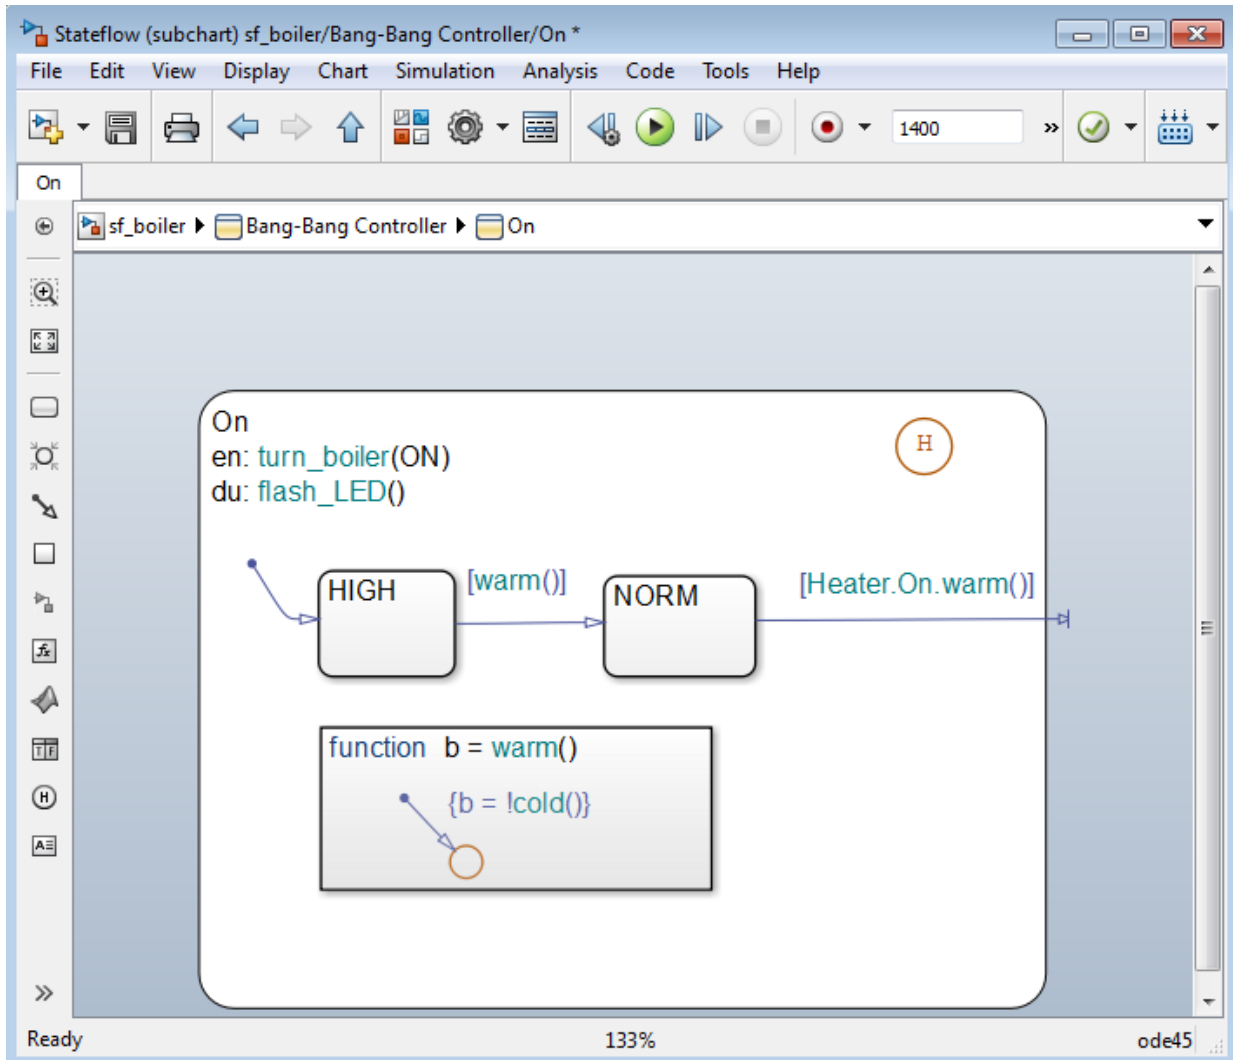 Stateflow (subchart) sf_boiler/Bang-Bang Controller/On *
File Edit View Display Chart Simulation Analysis Code Tools Help
1400 »
On
sf_boiler Bang-Bang Controller On
On
en: turn_boiler(ON)
du: flash_LED()
H
HIGH
[warm()]
NORM
[Heater.On.warm()]
function b = warm()
{b = !cold()}
fx
T F
H
A
Ready 133% ode45